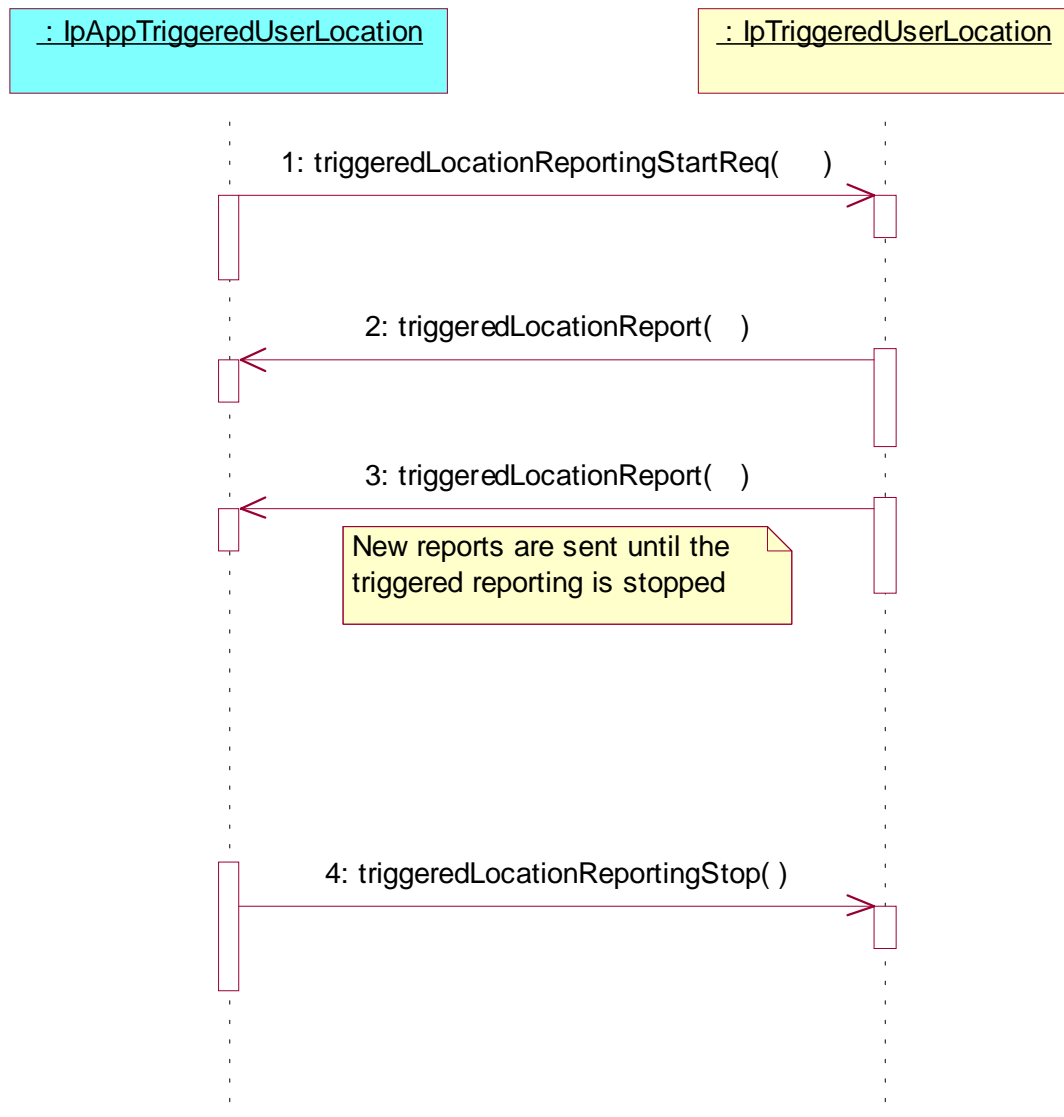 : IpAppTriggeredUserLocation
: IpTriggeredUserLocation
1: triggeredLocationReportingStartReq( )
2: triggeredLocationReport( )
3: triggeredLocationReport( )
New reports are sent until the
triggered reporting is stopped
4: triggeredLocationReportingStop( )